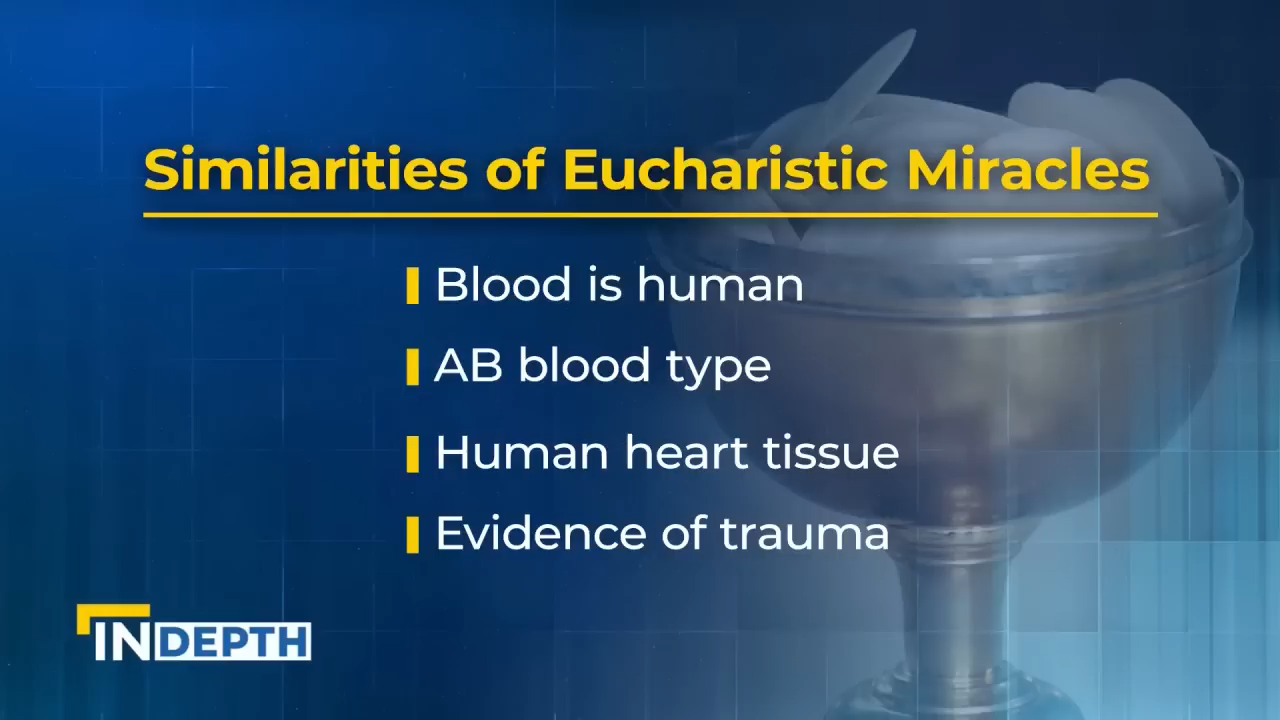 Similarities of Eucharistic Miracles
Blood is human
AB blood type
Human heart tissue
Evidence of trauma
INDEPTH